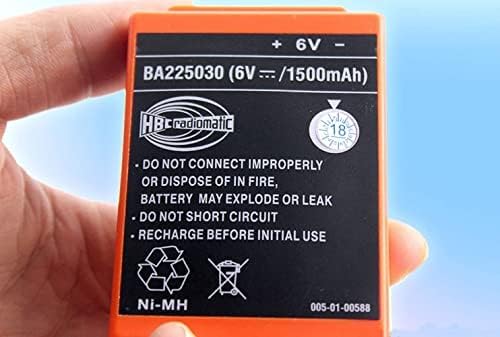 + 6V -
BA225030 (6V ⎓ /1500mAh)
HBC radiomatic
18
· DO NOT CONNECT IMPROPERLY
OR DISPOSE OF IN FIRE,
BATTERY MAY EXPLODE OR LEAK
· DO NOT SHORT CIRCUIT
· RECHARGE BEFORE INITIAL USE
Ni-MH
005-01-00588